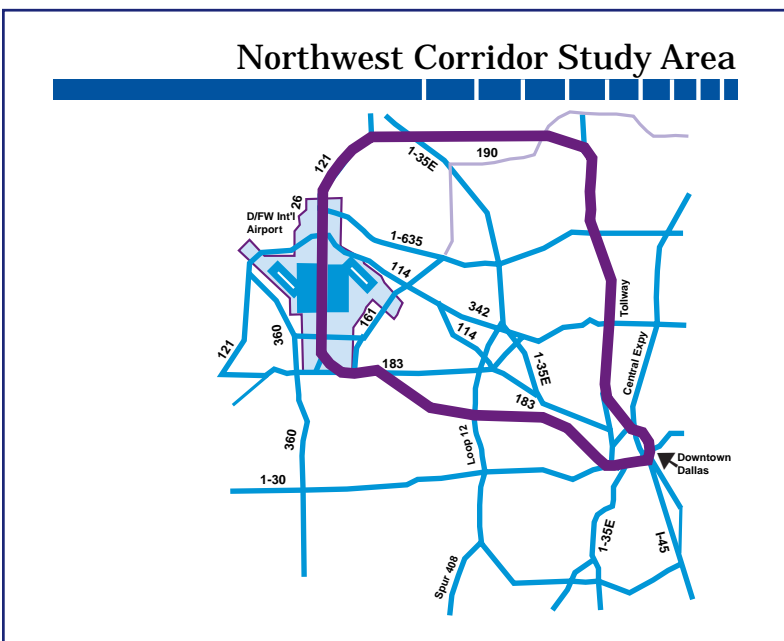 Northwest Corridor Study Area
121
1-35E
190
26
D/FW Int'l
Airport
1-635
114
342
Tollway
161
121
360
114
1-35E
Central Expy
183
183
360
Loop 12
Downtown
Dallas
1-30
1-35E
I-45
Spur 408